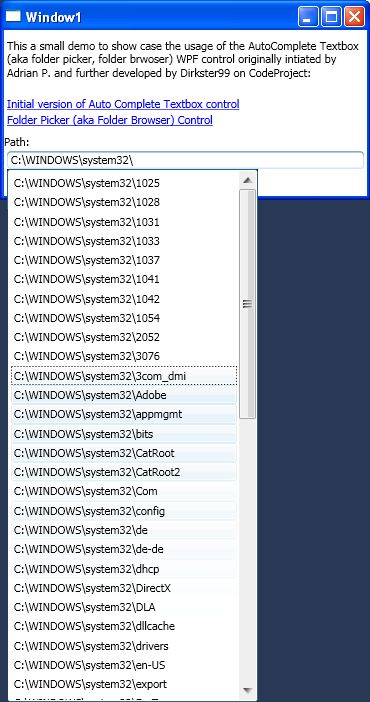 Window1
This a small demo to show case the usage of the AutoComplete Textbox
(aka folder picker, folder brwoser) WPF control originally intiated by
Adrian P. and further developed by Dirkster99 on CodeProject:
Initial version of Auto Complete Textbox control
Folder Picker (aka Folder Browser) Control
Path:
C:\WINDOWS\system32\
C:\WINDOWS\system32\1025
C:\WINDOWS\system32\1028
C:\WINDOWS\system32\1031
C:\WINDOWS\system32\1033
C:\WINDOWS\system32\1037
C:\WINDOWS\system32\1041
C:\WINDOWS\system32\1042
C:\WINDOWS\system32\1054
C:\WINDOWS\system32\2052
C:\WINDOWS\system32\3076
C:\WINDOWS\system32\3com_dmi
C:\WINDOWS\system32\Adobe
C:\WINDOWS\system32\appmgmt
C:\WINDOWS\system32\bits
C:\WINDOWS\system32\CatRoot
C:\WINDOWS\system32\CatRoot2
C:\WINDOWS\system32\Com
C:\WINDOWS\system32\config
C:\WINDOWS\system32\de
C:\WINDOWS\system32\de-de
C:\WINDOWS\system32\dhcp
C:\WINDOWS\system32\DirectX
C:\WINDOWS\system32\DLA
C:\WINDOWS\system32\dllcache
C:\WINDOWS\system32\drivers
C:\WINDOWS\system32\en-US
C:\WINDOWS\system32\export